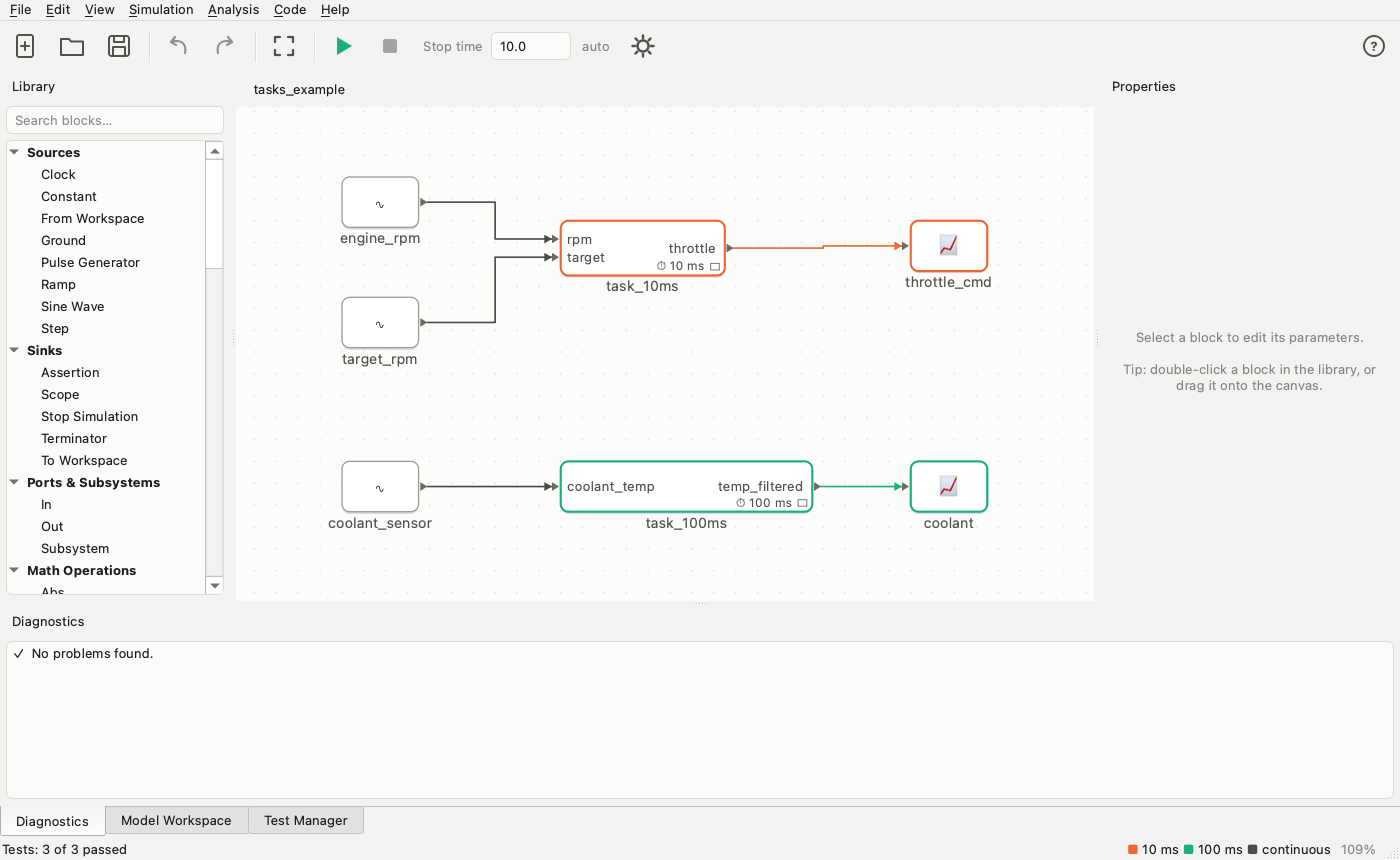 File Edit View Simulation Analysis Code Help
Stop time 10.0 auto
?
Library
Search blocks...
Sources
Clock
Constant
From Workspace
Ground
Pulse Generator
Ramp
Sine Wave
Step
Sinks
Assertion
Scope
Stop Simulation
Terminator
To Workspace
Ports & Subsystems
In
Out
Subsystem
Math Operations
Abs
tasks_example
engine_rpm
target_rpm
rpm
target
throttle
10 ms
task_10ms
throttle_cmd
coolant_sensor
coolant_temp
temp_filtered
100 ms
task_100ms
coolant
Properties
Select a block to edit its parameters.
Tip: double-click a block in the library, or
drag it onto the canvas.
Diagnostics
✓ No problems found.
Diagnostics Model Workspace Test Manager
Tests: 3 of 3 passed
10 ms 100 ms continuous 109%